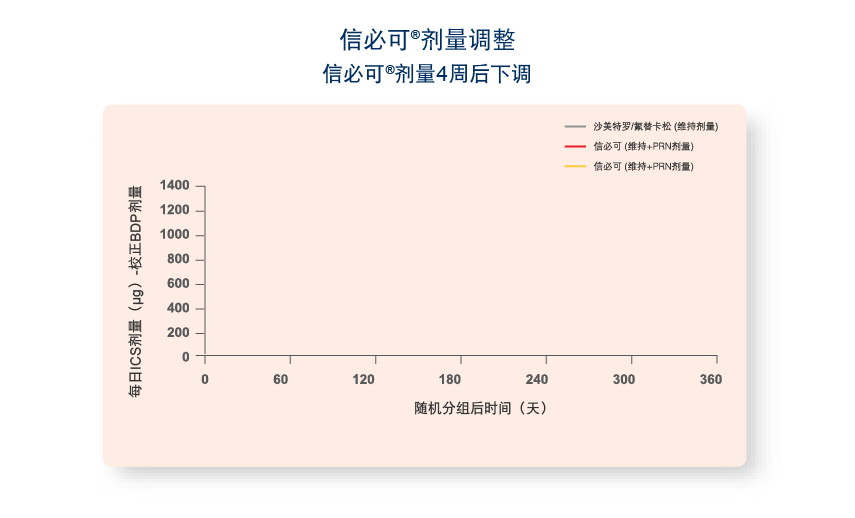 信必可®剂量调整
信必可®剂量4周后下调
沙美特罗/氟替卡松 (维持剂量)
信必可 (维持+PRN剂量)
信必可 (维持+PRN剂量)
每日ICS剂量（μg）-校正BDP剂量
1400
1200
1000
800
600
400
200
0
0 60 120 180 240 300 360
随机分组后时间（天）